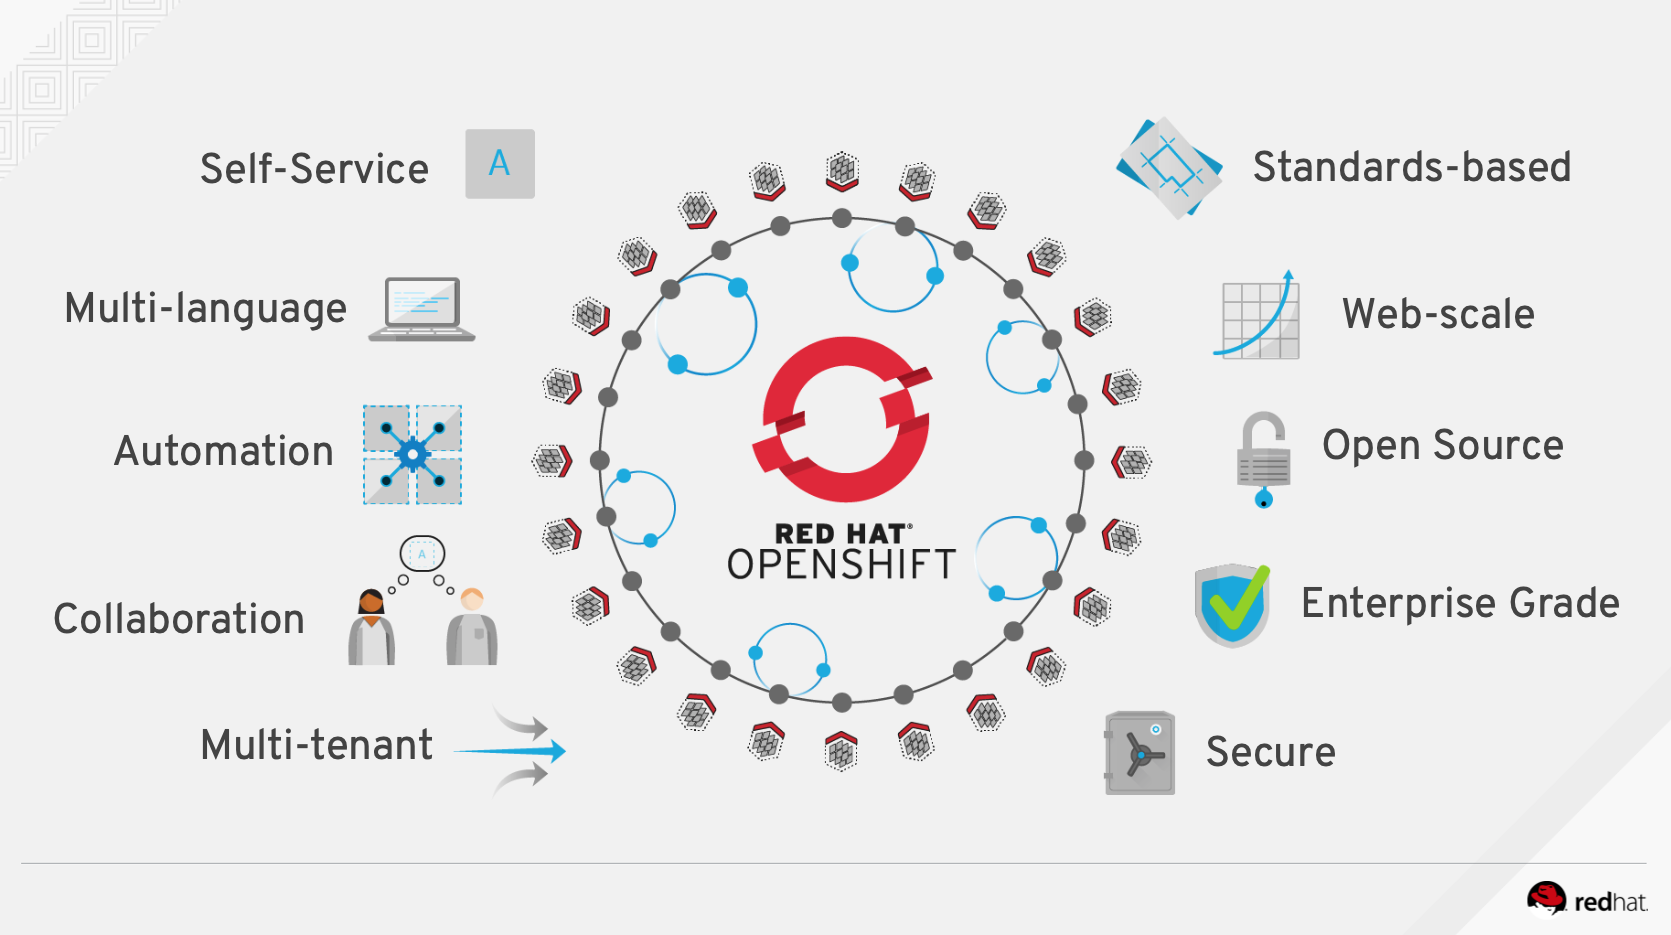 Self-Service
A
Multi-language
Automation
A
Collaboration
Multi-tenant
RED HAT®
OPENSHIFT
Standards-based
Web-scale
Open Source
Enterprise Grade
Secure
redhat.